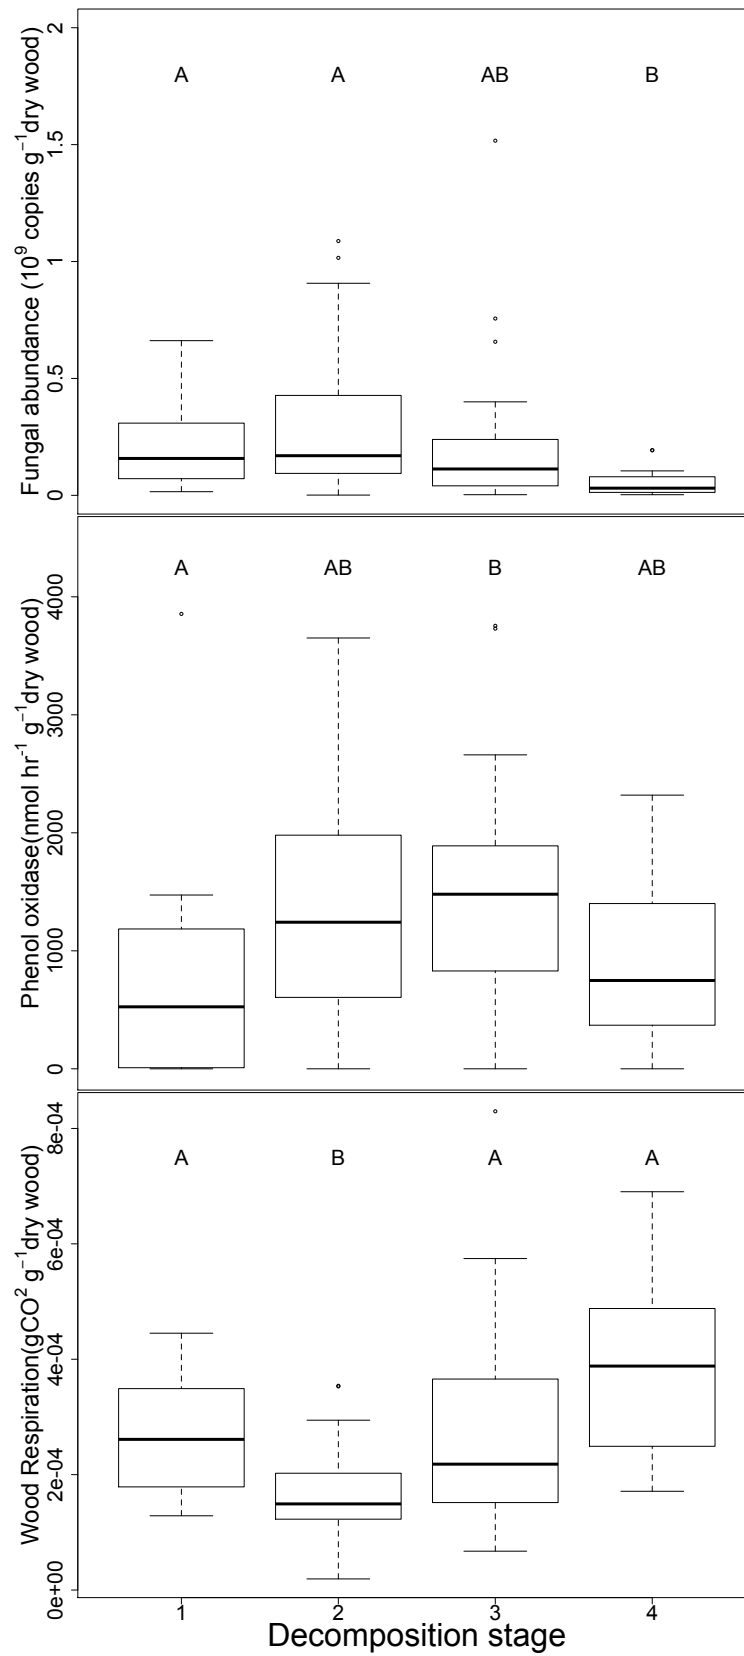 Fungal abundance (10⁹ copies g⁻¹dry wood)
2
1.5
1
0.5
0
A A AB B
Phenol oxidase(nmol hr⁻¹ g⁻¹dry wood)
4000
3000
2000
1000
0
A AB B AB
Wood Respiration(gCO² g⁻¹dry wood)
8e-04
6e-04
4e-04
2e-04
0e+00
A B A A
1 2 3 4
Decomposition stage